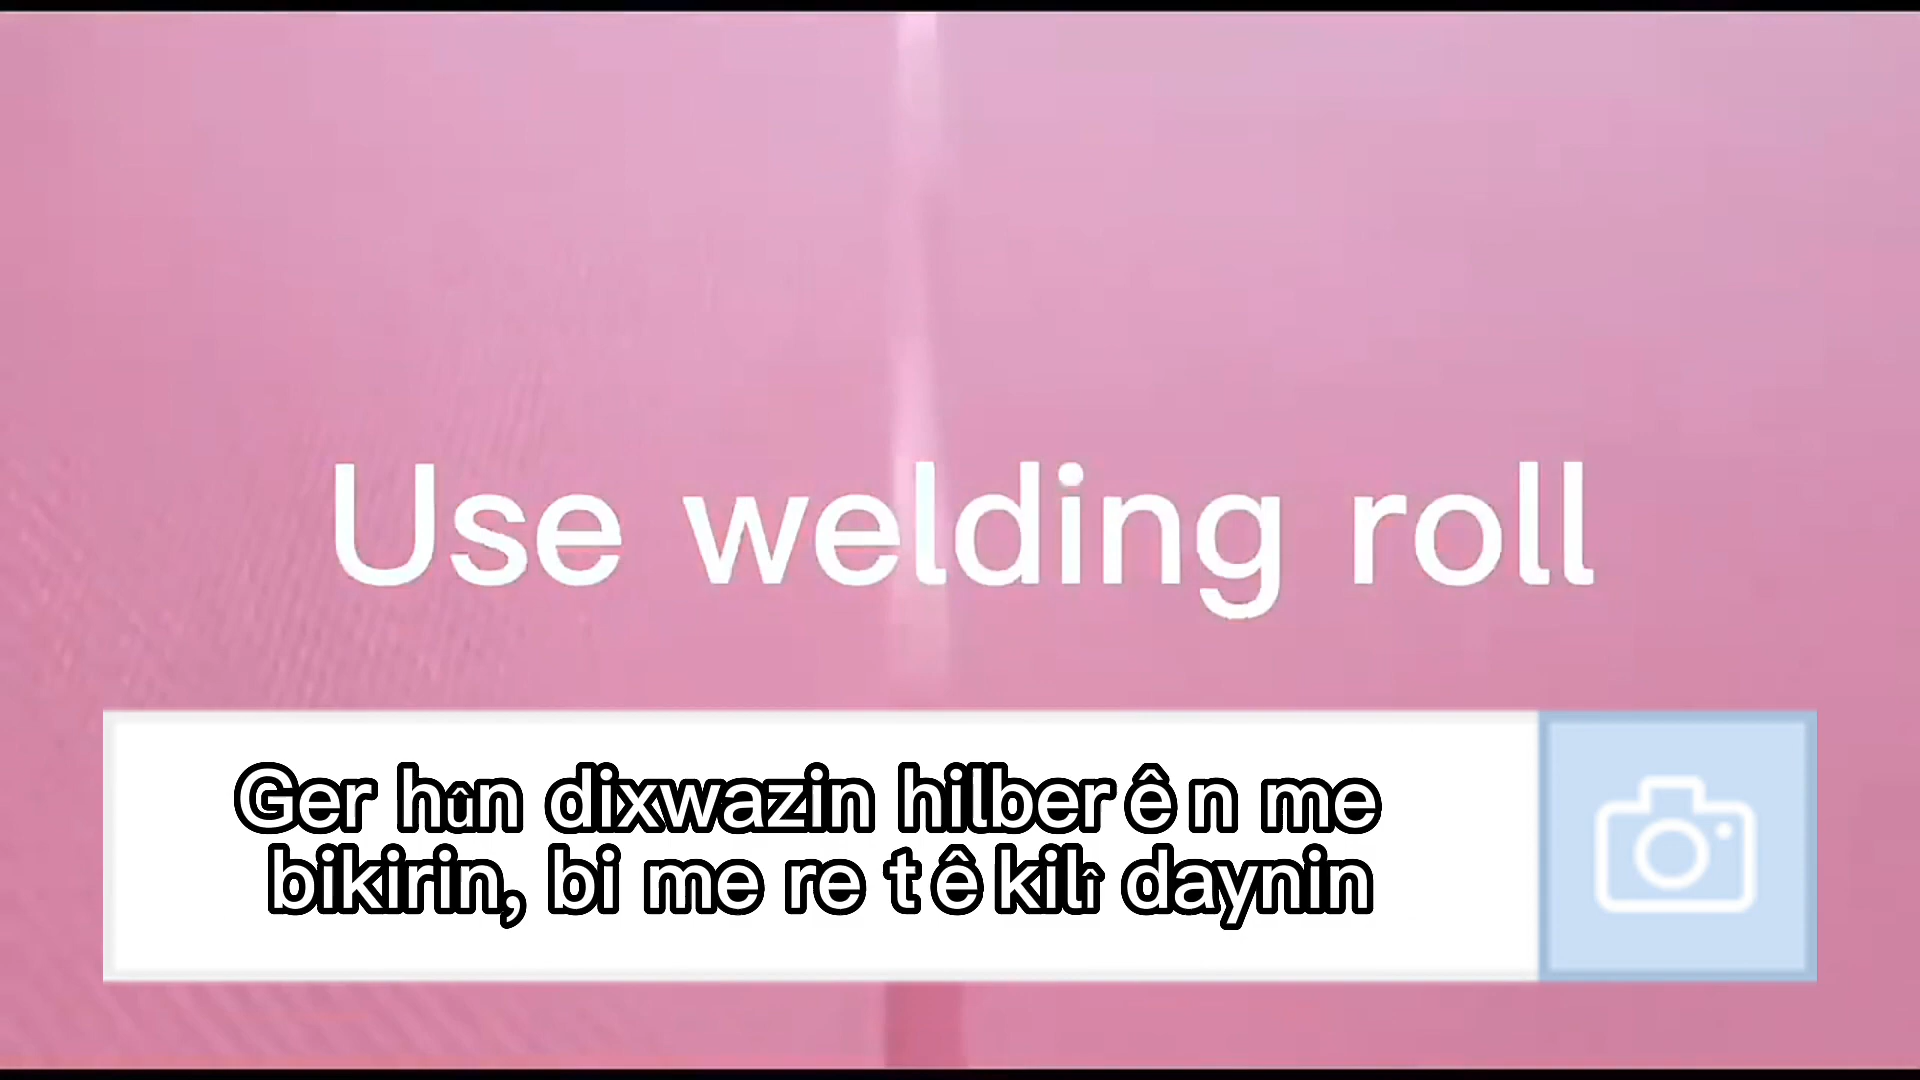 Use welding roll
Ger hûn dixwazin hilberên me
bikirin, bi me re têkilî daynin